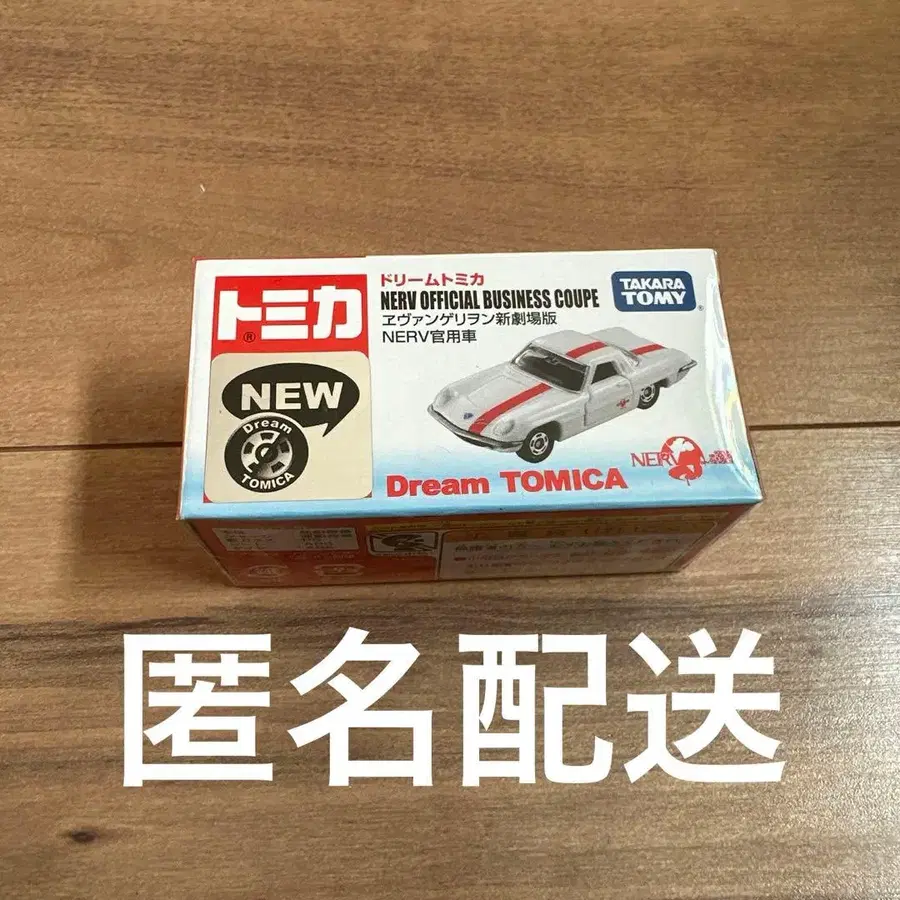 トミカ
®
NEW
Dream
TOMICA
ドリームトミカ
NERV OFFICIAL BUSINESS COUPE
ヱヴァンゲリヲン新劇場版
NERV官用車
TAKARA
TOMY
®
Dream TOMICA
NERV
匿名配送